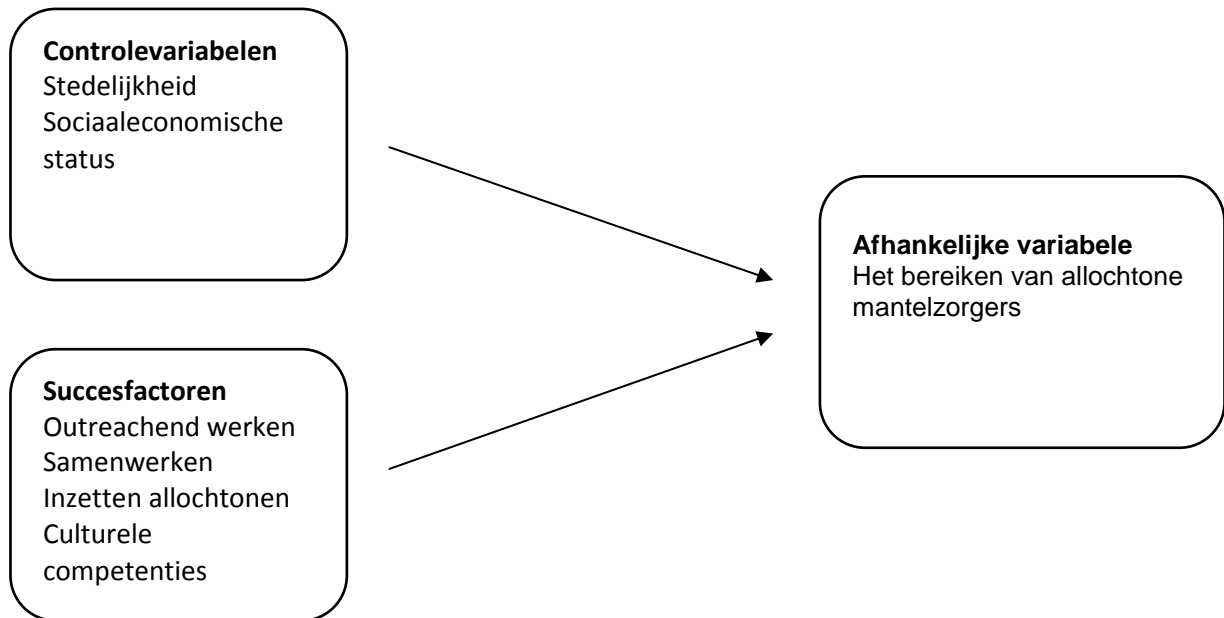 Controlevariabelen
Stedelijkheid
Sociaaleconomische
status
Afhankelijke variabele
Het bereiken van allochtone
mantelzorgers
Succesfactoren
Outreachend werken
Samenwerken
Inzetten allochtonen
Culturele
competenties